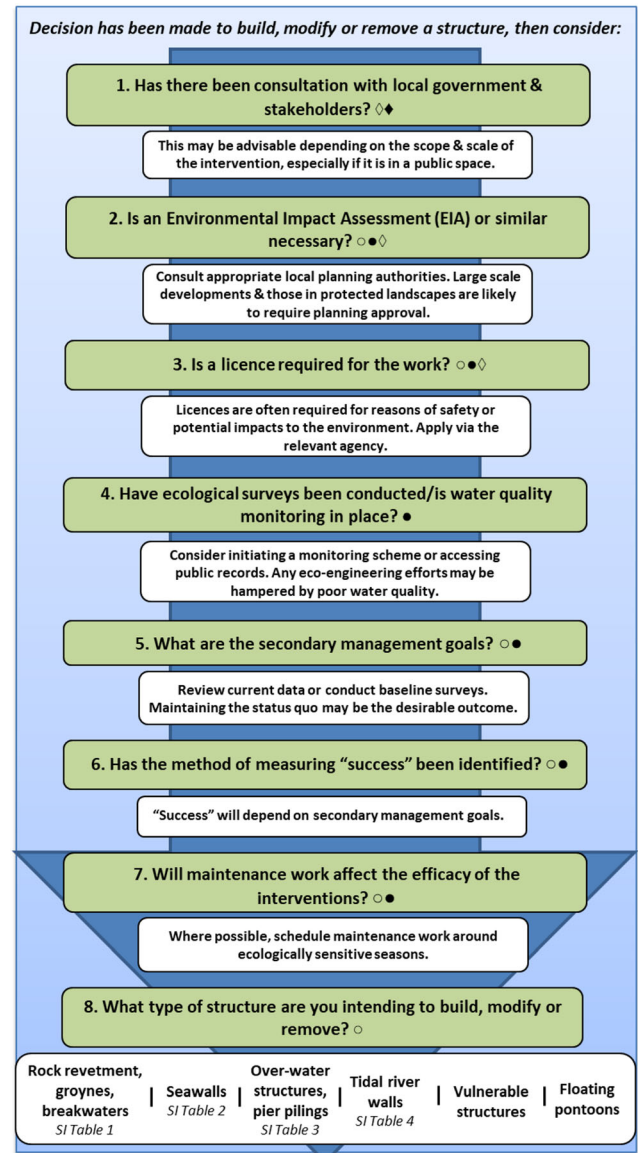 Decision has been made to build, modify or remove a structure, then consider:
1. Has there been consultation with local government &
stakeholders? ◊♦
This may be advisable depending on the scope & scale
of the intervention, especially if it is in a public space.
2. Is an Environmental Impact Assessment (EIA) or similar
necessary? ○●◊
Consult appropriate local planning authorities. Large scale
developments & those in protected landscapes are likely
to require planning approval.
3. Is a licence required for the work? ○●◊
Licences are often required for reasons of safety or
potential impacts to the environment. Apply via the
relevant agency.
4. Have ecological surveys been conducted/is water quality
monitoring in place? ●
Consider initiating a monitoring scheme or accessing
public records. Any eco-engineering efforts may be
hampered by poor water quality.
5. What are the secondary management goals? ○●
Review current data or conduct baseline surveys.
Maintaining the status quo may be the desirable outcome.
6. Has the method of measuring “success” been identified? ○●
“Success” will depend on secondary management goals.
7. Will maintenance work affect the efficacy of the
interventions? ○●
Where possible, schedule maintenance work around
ecologically sensitive seasons.
8. What type of structure are you intending to build, modify or
remove? ○
Rock revetment,
groynes,
breakwaters
SI Table 1
Seawalls
SI Table 2
Over-water
structures,
pier pilings
SI Table 3
Tidal river
walls
SI Table 4
Vulnerable
structures
Floating
pontoons